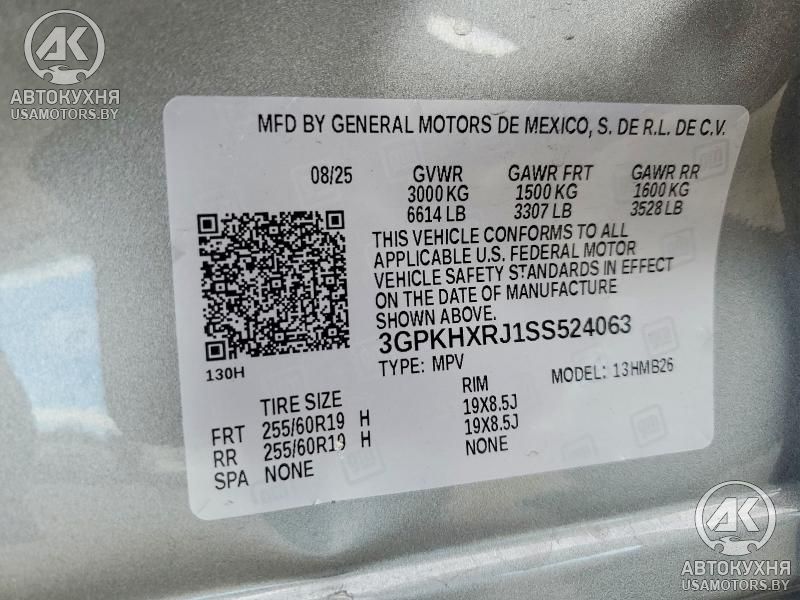 АК
АВТОКУХНЯ
USAMOTORS.BY
MFD BY GENERAL MOTORS DE MEXICO, S. DE R.L. DE C.V.
08/25 GVWR GAWR FRT GAWR RR
3000 KG 1500 KG 1600 KG
6614 LB 3307 LB 3528 LB
THIS VEHICLE CONFORMS TO ALL
APPLICABLE U.S. FEDERAL MOTOR
VEHICLE SAFETY STANDARDS IN EFFECT
ON THE DATE OF MANUFACTURE
SHOWN ABOVE.
3GPKHXRJ1SS524063
130H
TYPE: MPV MODEL: 13HMB26
TIRE SIZE RIM
FRT 255/60R19 H 19X8.5J
RR 255/60R19 H 19X8.5J
SPA NONE NONE
АК
АВТОКУХНЯ
USAMOTORS.BY